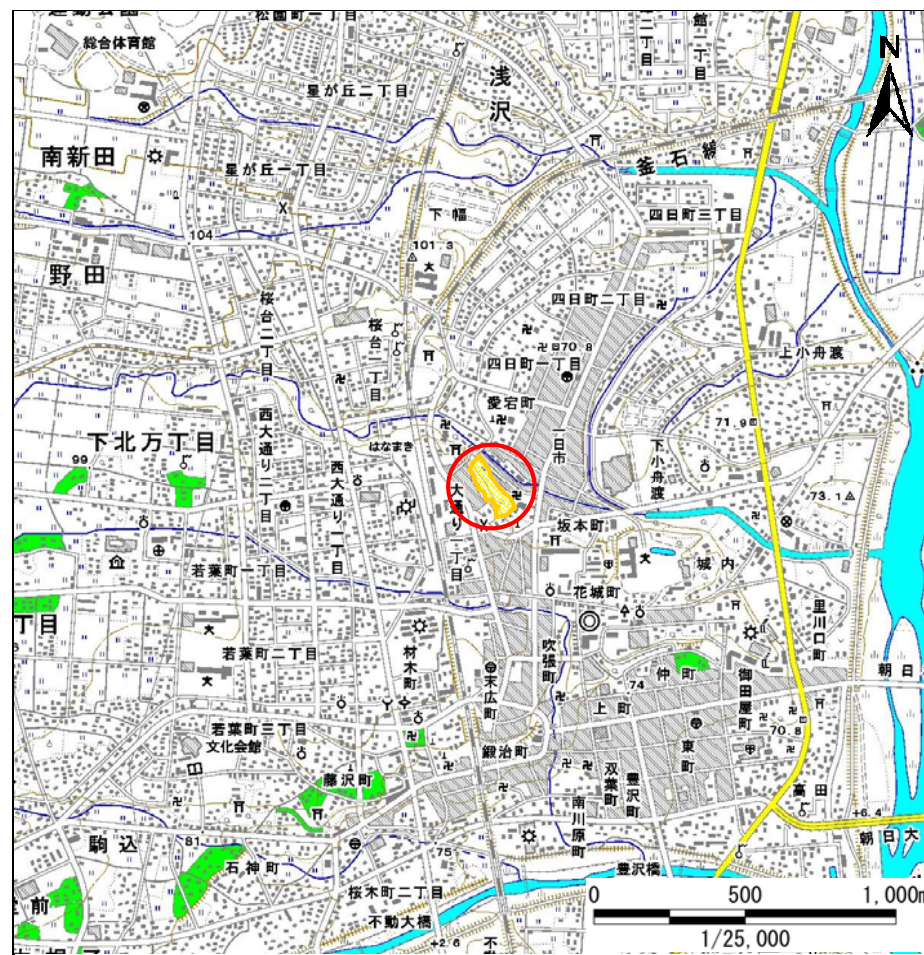 総合体育館
松園町一丁目
星が丘二丁目
浅沢
館二丁目
N
南新田
星が丘一丁目
釜石線
下幅
四日町三丁目
104
101.3
野田
桜台二丁目
桜台一丁目
四日町二丁目
70.8
四日町一丁目
上小舟渡
愛宕町
71.9
下北万丁目
99
西大通り二丁目
西大通り一丁目
はなまき
一日市
下小舟渡
73.1
大通り一丁目
坂本町
城内
若葉町一丁目
花城町
里川口町
丁目
若葉町二丁目
材木町
吹張町
末広町
74
仲町
上町
御田屋町
朝日
若葉町三丁目
文化会館
鍛治町
東町
70.8
藤沢町
双葉町
豊沢町
高田
南川原町
+6.4
朝日大
駒込
81
石神町
75
桜木町二丁目
豊沢橋
不動大橋
+2.6
0 500 1,000m
1/25,000